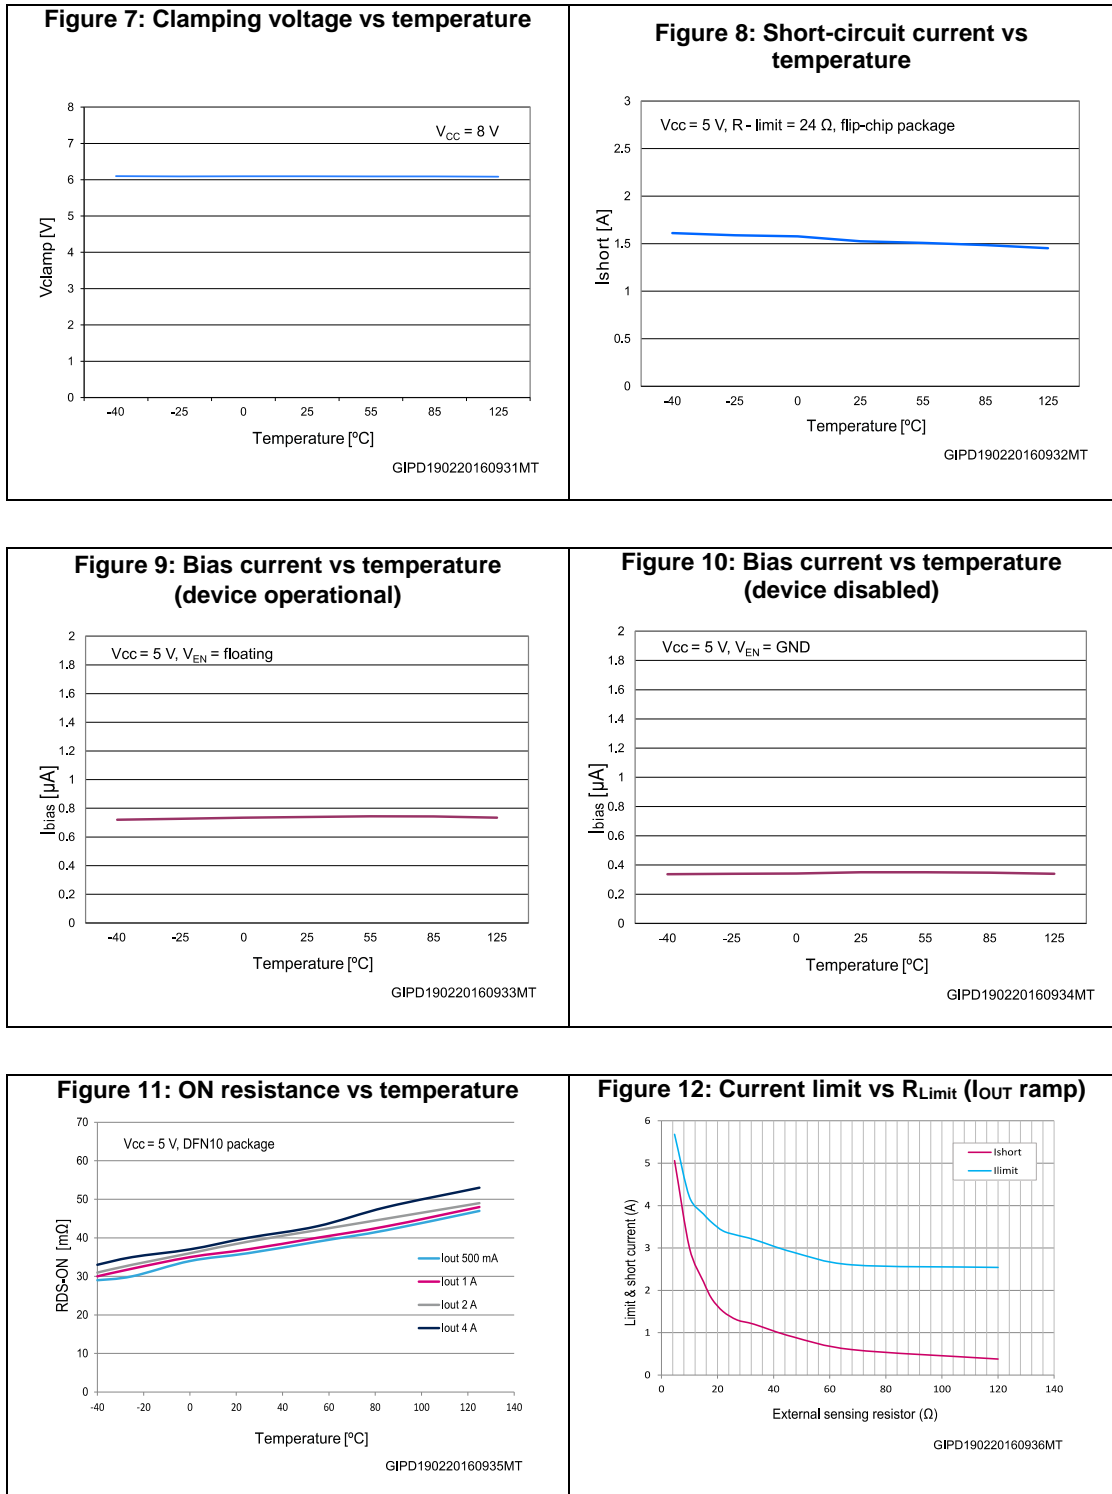 Figure 7: Clamping voltage vs temperature
8
7
6
5
4
3
2
1
0
Vclamp [V]
V_CC = 8 V
-40 -25 0 25 55 85 125
Temperature [ºC]
GIPD190220160931MT
Figure 8: Short-circuit current vs
temperature
3
2.5
2
1.5
1
0.5
0
Ishort [A]
Vcc = 5 V, R - limit = 24 Ω, flip-chip package
-40 -25 0 25 55 85 125
Temperature [ºC]
GIPD190220160932MT
Figure 9: Bias current vs temperature
(device operational)
2
1.8
1.6
1.4
1.2
1
0.8
0.6
0.4
0.2
0
Ibias [µA]
Vcc = 5 V, VEN = floating
-40 -25 0 25 55 85 125
Temperature [ºC]
GIPD190220160933MT
Figure 10: Bias current vs temperature
(device disabled)
2
1.8
1.6
1.4
1.2
1
0.8
0.6
0.4
0.2
0
Ibias [µA]
Vcc = 5 V, VEN = GND
-40 -25 0 25 55 85 125
Temperature [ºC]
GIPD190220160934MT
Figure 11: ON resistance vs temperature
70
60
50
40
30
20
10
0
RDS-ON [mΩ]
Vcc = 5 V, DFN10 package
Iout 500 mA
Iout 1 A
Iout 2 A
Iout 4 A
-40 -20 0 20 40 60 80 100 120 140
Temperature [ºC]
GIPD190220160935MT
Figure 12: Current limit vs RLimit (IOUT ramp)
6
5
4
3
2
1
0
Limit & short current (A)
Ishort
Ilimit
0 20 40 60 80 100 120 140
External sensing resistor (Ω)
GIPD190220160936MT